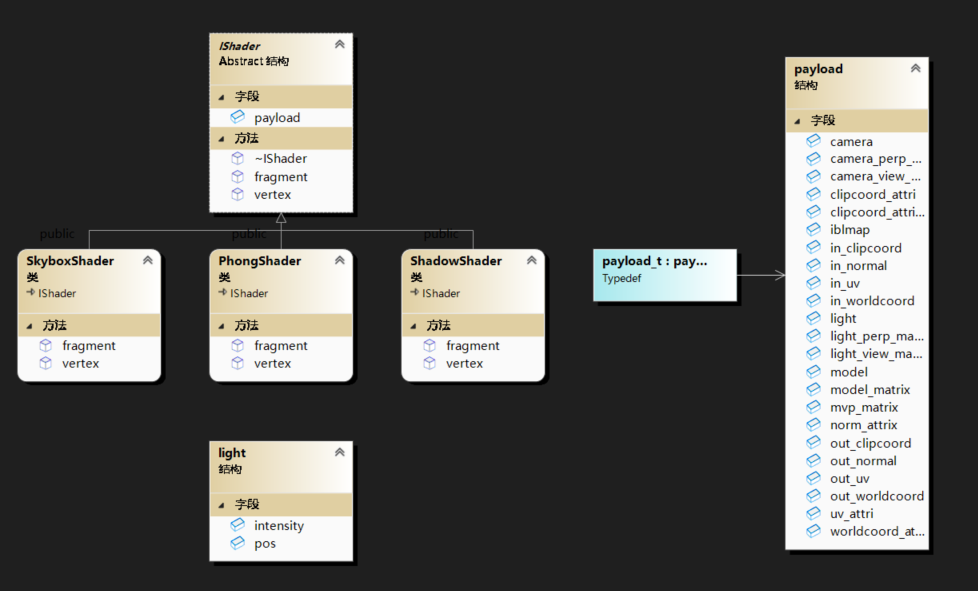 IShader
Abstract 结构
字段
payload
方法
~IShader
fragment
vertex
public
public
public
SkyboxShader
类
IShader
方法
fragment
vertex
PhongShader
类
IShader
方法
fragment
vertex
ShadowShader
类
IShader
方法
fragment
vertex
light
结构
字段
intensity
pos
payload_t : pay...
Typedef
payload
结构
字段
camera
camera_perp_...
camera_view_...
clipcoord_attri
clipcoord_attri...
iblmap
in_clipcoord
in_normal
in_uv
in_worldcoord
light
light_perp_ma...
light_view_ma...
model
model_matrix
mvp_matrix
norm_attrix
out_clipcoord
out_normal
out_uv
out_worldcoord
uv_attri
worldcoord_at...